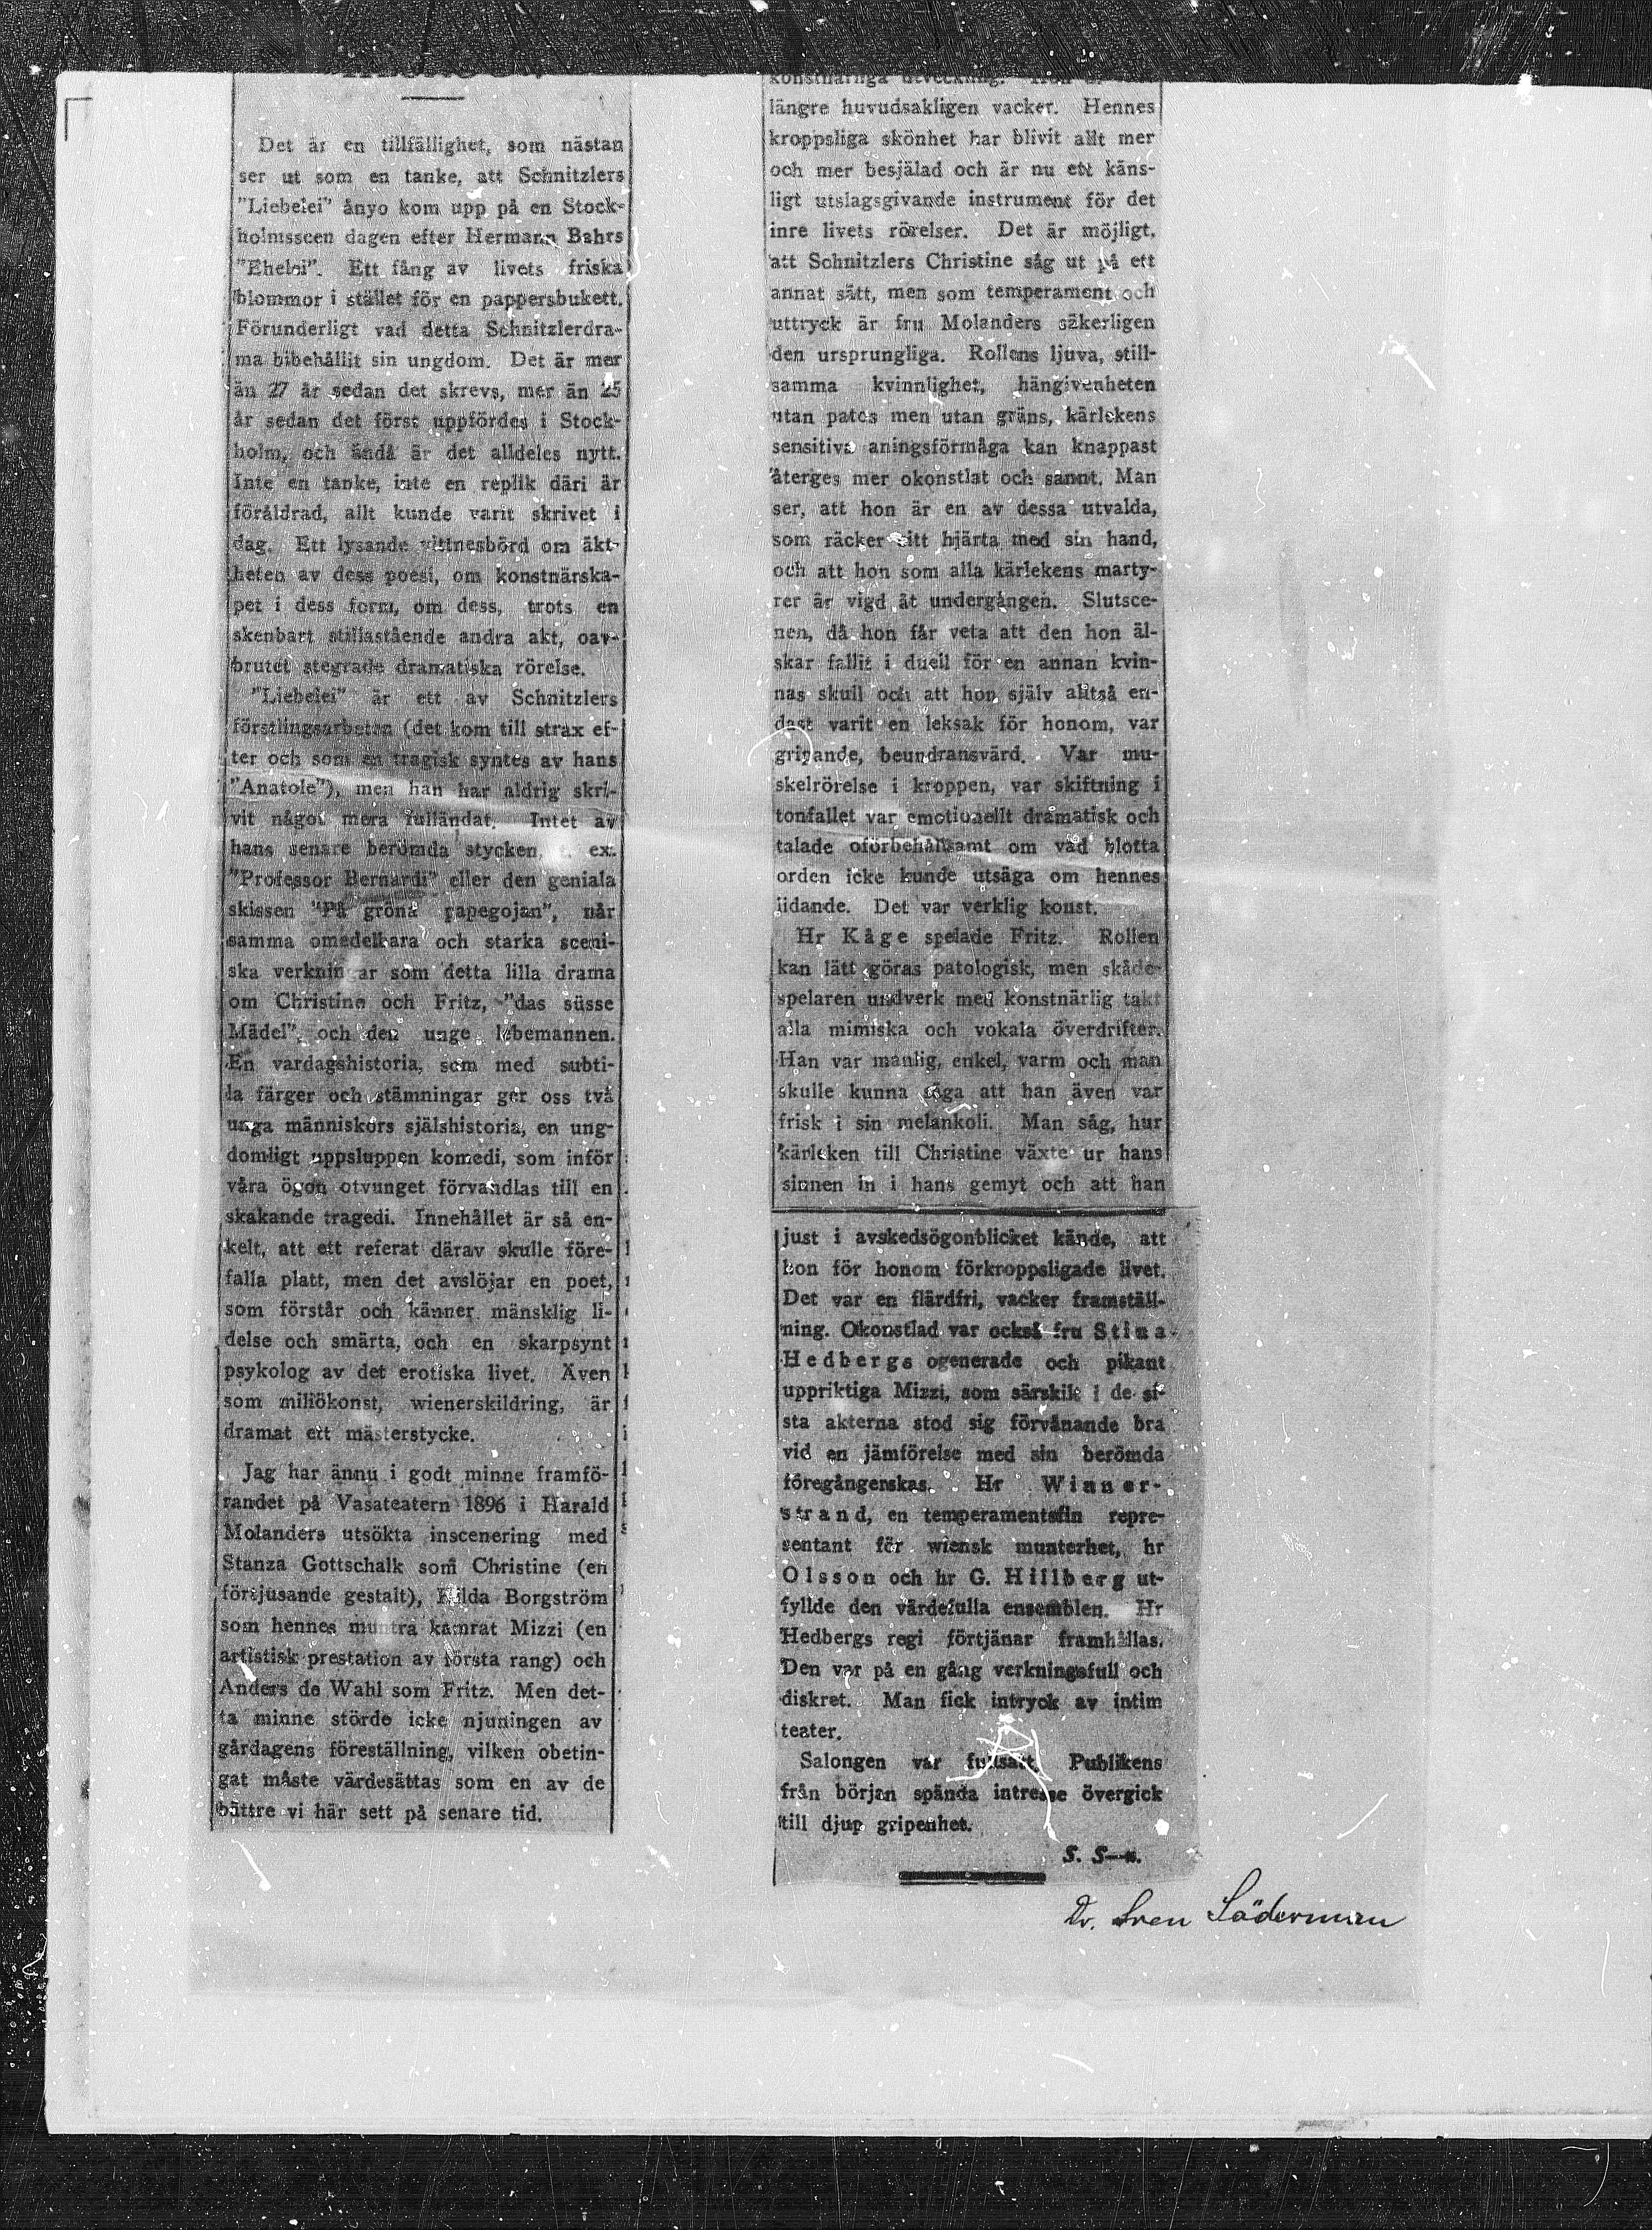 Det är en tillfällighet, som nästan
ser ut som en tanke, att Schnitzlers
"Liebelei" ånyo kom upp på en Stock-
holmsscen dagen efter Hermann Bahrs
"Ehelei". Ett fång av livets friska
blommor i stället för en pappersbukett.
Förunderligt vad detta Schnitzlerdra-
ma bibehållit sin ungdom. Det är mer
än 27 år sedan det skrevs, mer än 25
år sedan det först uppfördes i Stock-
holm, och ändå är det alldeles nytt.
Inte en tanke, inte en replik däri är
föråldrad, allt kunde varit skrivet i
dag. Ett lysande vittnesbörd om äkt-
heten av dess poesi, om konstnärska-
pet i dess form, om dess, trots en
skenbart stillastående andra akt, oav-
brutet stegrade dramatiska rörelse.
"Liebelei" är ett av Schnitzlers
förstlingsarbeten (det kom till strax ef-
ter och som en tragisk syntes av hans
"Anatole"), men han har aldrig skri-
vit något mera fulländat. Intet av
hans senare berömda stycken, t. ex.
"Professor Bernardi" eller den geniala
skissen "På gröna papegojan", når
samma omedelbara och starka sceni-
ska verkningar som detta lilla drama
om Christine och Fritz, "das süsse
Mädel", och den unge lebemannen.
En vardagshistoria, som med subti-
la färger och stämningar ger oss två
unga människors själshistoria, en ung-
domligt uppsluppen komedi, som inför
våra ögon otvunget förvandlas till en
skakande tragedi. Innehållet är så en-
kelt, att ett referat därav skulle före-
falla platt, men det avslöjar en poet,
som förstår och känner mänsklig li-
delse och smärta, och en skarpsynt
psykolog av det erotiska livet. Även
som miliökonst, wienerskildring, är
dramat ett mästerstycke.
Jag har ännu i godt minne framfö-
randet på Vasateatern 1896 i Harald
Molanders utsökta inscenering med
Stanza Gottschalk som Christine (en
förtjusande gestalt), Hilda Borgström
som hennes muntra kamrat Mizzi (en
artistisk prestation av första rang) och
Anders de Wahl som Fritz. Men det-
ta minne störde icke njutningen av
gårdagens föreställning, vilken obetin-
gat måste värdesättas som en av de
bättre vi här sett på senare tid.
konstnärliga utveckling.
längre huvudsakligen vacker. Hennes
kroppsliga skönhet har blivit allt mer
och mer besjälad och är nu ett käns-
ligt utslagsgivande instrument för det
inre livets rörelser. Det är möjligt,
att Schnitzlers Christine såg ut på ett
annat sätt, men som temperament och
uttryck är fru Molanders säkerligen
den ursprungliga. Rollens ljuva, still-
samma kvinnlighet, hängivenheten
utan patos men utan gräns, kärlekens
sensitiva aningsförmåga kan knappast
återges mer okonstlat och sannt. Man
ser, att hon är en av dessa utvalda,
som räcker sitt hjärta med sin hand,
och att hon som alla kärlekens marty-
rer är vigd åt undergången. Slutsce-
nen, då hon får veta att den hon äl-
skar fallit i duell för en annan kvin-
nas skull och att hon själv alltså en-
dast varit en leksak för honom, var
gripande, beundransvärd. Var mu-
skelrörelse i kroppen, var skiftning i
tonfallet var emotionellt dramatisk och
talade oförbehållsamt om vad blotta
orden icke kunde utsäga om hennes
lidande. Det var verklig konst.
Hr Kåge spelade Fritz. Rollen
kan lätt göras patologisk, men skåde-
spelaren undverk med konstnärlig takt
alla mimiska och vokala överdrifter.
Han var manlig, enkel, varm och man
skulle kunna säga att han även var
frisk i sin melankoli. Man såg, hur
kärleken till Christine växte ur hans
sinnen in i hans gemyt och att han
just i avskedsögonblicket kände, att
hon för honom förkroppsligade livet.
Det var en flärdfri, vacker framställ-
ning. Okonstlad var också fru Stina
Hedbergs ogenerade och pikant
uppriktiga Mizzi, som särskilt i de si-
sta akterna stod sig förvånande bra
vid en jämförelse med sin berömda
föregångerskas. Hr Winner-
strand, en temperamentsfin repre-
sentant för wiensk munterhet, hr
Olsson och hr G. Hillberg ut-
fyllde den värdefulla ensemblen. Hr
Hedbergs regi förtjänar framhållas.
Den var på en gång verkningsfull och
diskret. Man fick intryck av intim
teater.
Salongen var fullsatt. Publikens
från början spända intresse övergick
till djup gripenhet.
S. S—n.
Dr. Sven Söderman